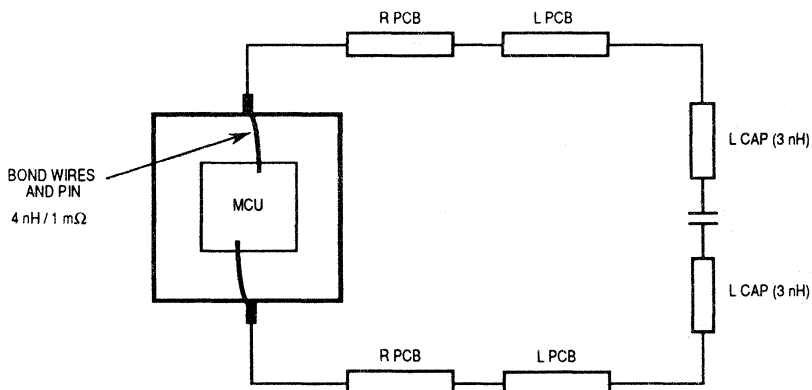 R PCB
L PCB
L CAP (3 nH)
BOND WIRES
AND PIN
4 nH / 1 mΩ
MCU
L CAP (3 nH)
R PCB
L PCB